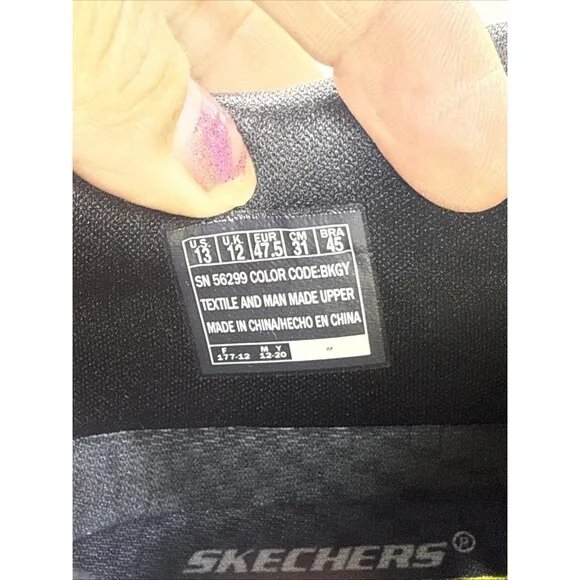 U.S. U.K. EUR CM BRA
13 12 47.5 31 45
SN 56299 COLOR CODE:BKGY
TEXTILE AND MAN MADE UPPER
MADE IN CHINA/HECHO EN CHINA
F M Y
177-12 12-20 ##
SKECHERS®